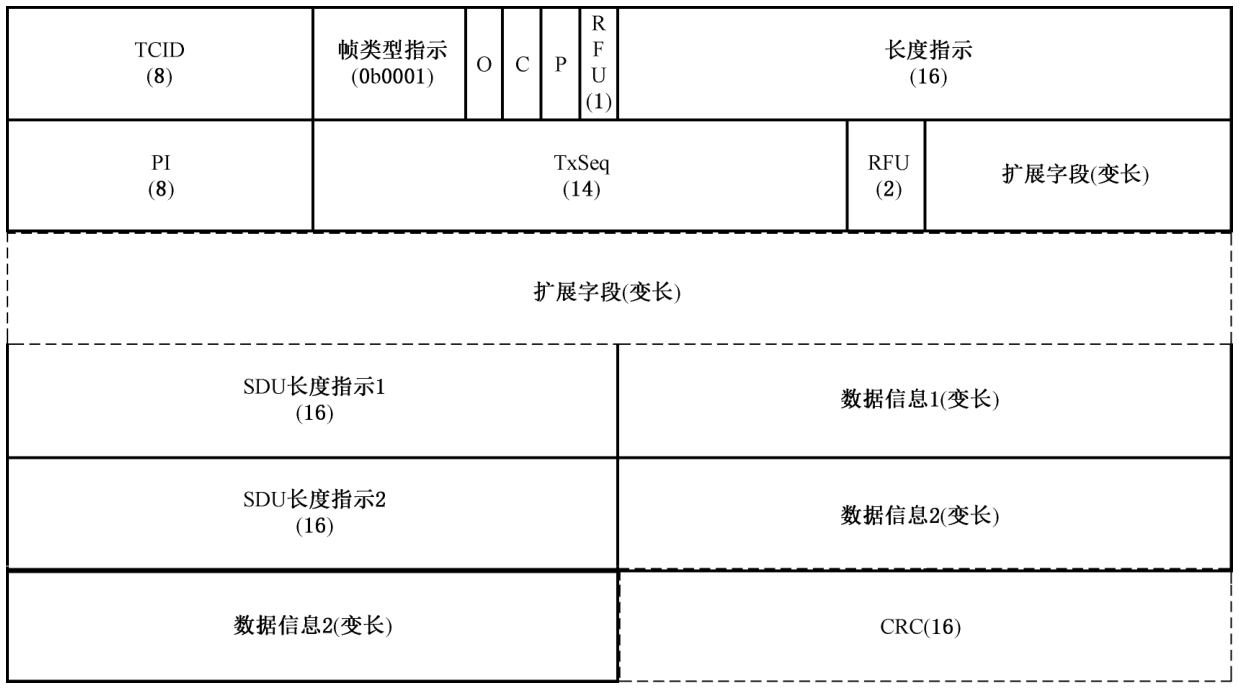 TCID
(8)
帧类型指示
(0b0001)
O
C
P
R
F
U
(1)
长度指示
(16)
PI
(8)
TxSeq
(14)
RFU
(2)
扩展字段(变长)
扩展字段(变长)
SDU长度指示1
(16)
数据信息1(变长)
SDU长度指示2
(16)
数据信息2(变长)
数据信息2(变长)
CRC(16)